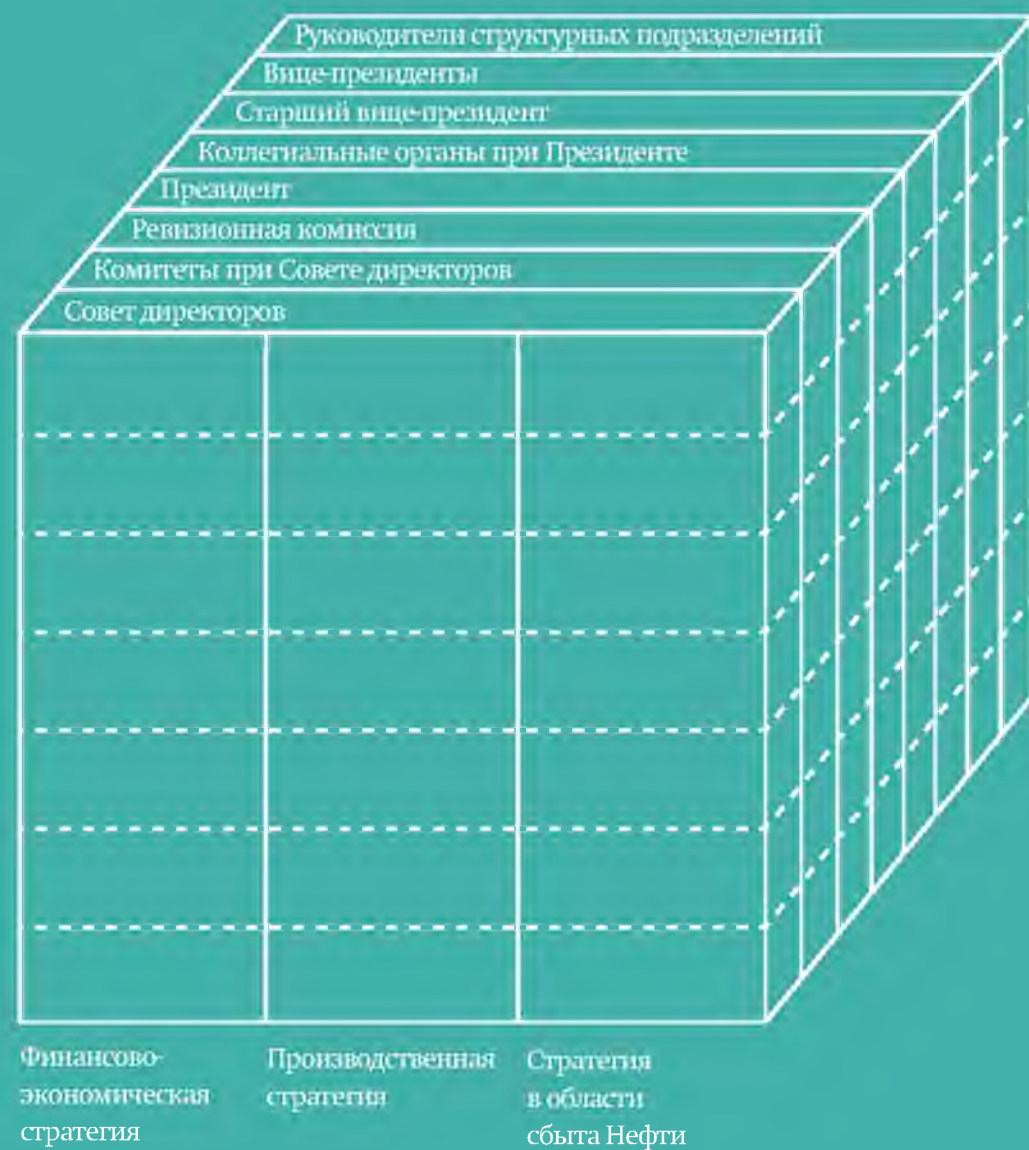 Руководители структурных подразделений
Вице-президенты
Старший вице-президент
Коллегиальные органы при Президенте
Президент
Ревизионная комиссия
Комитеты при Совете директоров
Совет директоров
Финансово-
экономическая
стратегия
Производственная
стратегия
Стратегия
в области
сбыта Нефти